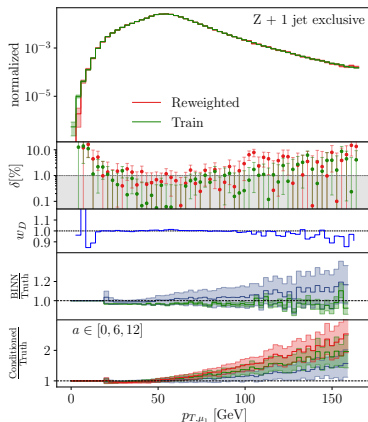 Z + 1 jet exclusive
normalized
10^{-3}
10^{-5}
Reweighted
Train
δ[%]
10.0
1.0
0.1
w_D
1.1
1.0
0.9
BINN
Truth
1.2
1.0
Conditioned
Truth
a ∈ [0, 6, 12]
2
1
0 50 100 150
p_{T,μ_1} [GeV]